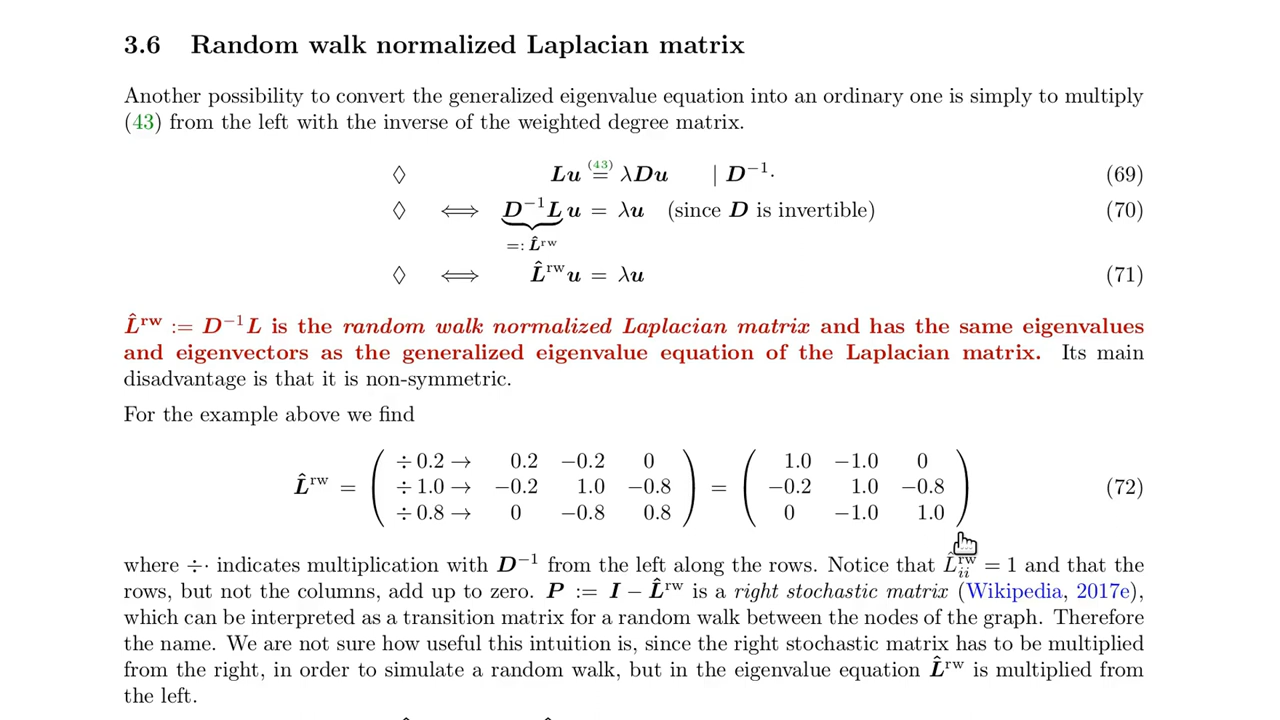 3.6 Random walk normalized Laplacian matrix
Another possibility to convert the generalized eigenvalue equation into an ordinary one is simply to multiply
(43) from the left with the inverse of the weighted degree matrix.
◊ Lu (43)= λDu | D⁻¹· (69)
◊ ⟺ D⁻¹L u = λu (since D is invertible) (70)
=: L̂ʳʷ
◊ ⟺ L̂ʳʷu = λu (71)
L̂ʳʷ := D⁻¹L is the random walk normalized Laplacian matrix and has the same eigenvalues
and eigenvectors as the generalized eigenvalue equation of the Laplacian matrix. Its main
disadvantage is that it is non-symmetric.
For the example above we find
÷ 0.2 → 0.2 −0.2 0 1.0 −1.0 0
L̂ʳʷ = ( ÷ 1.0 → −0.2 1.0 −0.8 ) = ( −0.2 1.0 −0.8 ) (72)
÷ 0.8 → 0 −0.8 0.8 0 −1.0 1.0
where ÷· indicates multiplication with D⁻¹ from the left along the rows. Notice that L̂ʳʷᵢᵢ = 1 and that the
rows, but not the columns, add up to zero. P := I − L̂ʳʷ is a right stochastic matrix (Wikipedia, 2017e),
which can be interpreted as a transition matrix for a random walk between the nodes of the graph. Therefore
the name. We are not sure how useful this intuition is, since the right stochastic matrix has to be multiplied
from the right, in order to simulate a random walk, but in the eigenvalue equation L̂ʳʷ is multiplied from
the left.